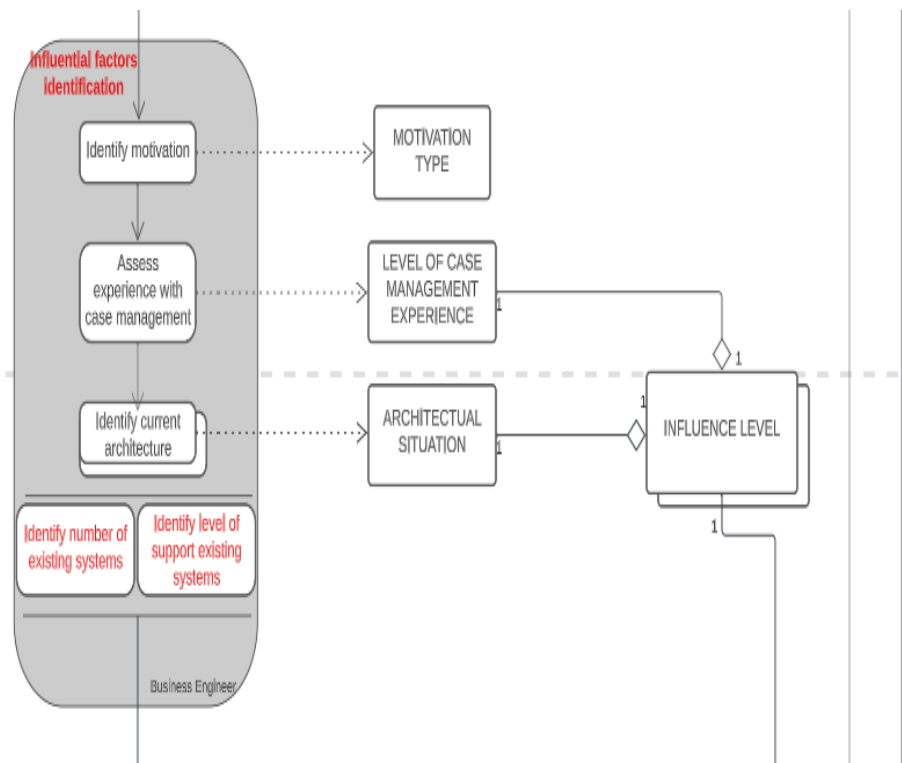 Influential factors
identification
Identify motivation
MOTIVATION
TYPE
Assess
experience with
case management
LEVEL OF CASE
MANAGEMENT
EXPERIENCE
1
1
Identify current
architecture
ARCHITECTUAL
SITUATION
1
1
INFLUENCE LEVEL
1
Identify number of
existing systems
Identify level of
support existing
systems
Business Engineer